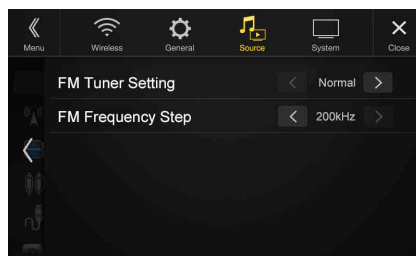 Menu
Wireless
General
Source
System
Close
FM Tuner Setting
Normal
FM Frequency Step
200kHz